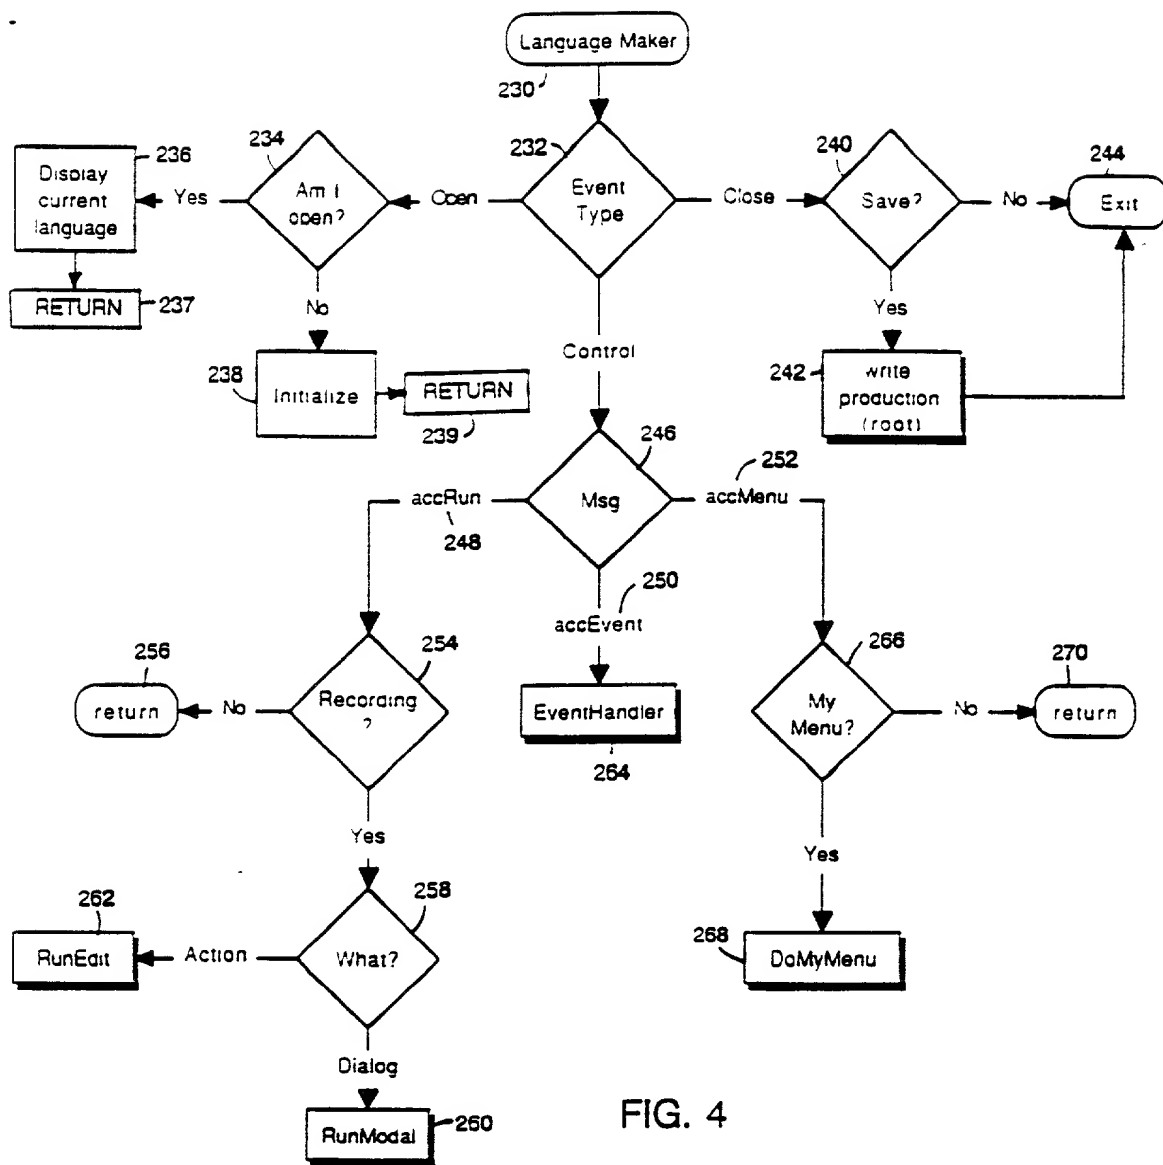 Language Maker
230
232
Event
Type
Open
234
Am I
open?
Yes
236
Display
current
language
RETURN
237
No
238
Initialize
RETURN
239
Close
240
Save?
No
244
Exit
Yes
242
write
production
(root)
Control
246
Msg
accRun
248
252
accMenu
250
accEvent
EventHandler
264
254
Recording
?
No
256
return
Yes
258
What?
Action
262
RunEdit
Dialog
RunModal
260
266
My
Menu?
No
270
return
Yes
268
DoMyMenu
FIG. 4